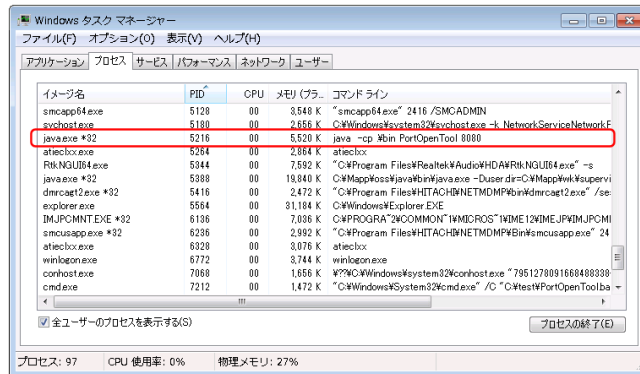 Windows タスク マネージャー
ファイル(F) オプション(O) 表示(V) ヘルプ(H)
アプリケーション プロセス サービス パフォーマンス ネットワーク ユーザー
イメージ名 PID CPU メモリ (プラ... コマンド ライン
smcapp64.exe 5128 00 3,548 K "smcapp64.exe" 2416 /SMCADMIN
svchost.exe 5180 00 2,656 K C:¥Windows¥system32¥svchost.exe -k NetworkServiceNetworkF
java.exe *32 5216 00 5,520 K java -cp .¥bin PortOpenTool 8080
atieclxx.exe 5264 00 2,864 K atieclxx
RtkNGUI64.exe 5344 00 7,592 K "C:¥Program Files¥Realtek¥Audio¥HDA¥RtkNGUI64.exe" -s
java.exe *32 5388 00 19,840 K C:¥Mapp¥oss¥java¥bin¥java.exe -Duser.dir=C:¥Mapp¥wk¥supervi
dmrcagt2.exe *32 5416 00 2,472 K "C:¥Program Files¥HITACHI¥NETMDMP¥bin¥dmrcagt2.exe" /se:
explorer.exe 5564 00 31,184 K C:¥Windows¥Explorer.EXE
IMJPCMNT.EXE *32 6136 00 7,036 K C:¥PROGRA~2¥COMMON~1¥MICROS~1¥IME12¥IMEJP¥IMJPCMI
smcusapp.exe *32 6236 00 2,992 K "C:¥Program Files¥HITACHI¥NETMDMP¥Bin¥smcusapp.exe" 24
atieclxx.exe 6328 00 3,076 K atieclxx
winlogon.exe 6772 00 3,744 K winlogon.exe
conhost.exe 7068 00 1,656 K ¥??¥C:¥Windows¥system32¥conhost.exe "7951278091668488338-
cmd.exe 7212 00 1,472 K "C:¥Windows¥System32¥cmd.exe" /C "C:¥test¥PortOpenTool.ba
全ユーザーのプロセスを表示する(S) プロセスの終了(E)
プロセス: 97 CPU 使用率: 0% 物理メモリ: 27%